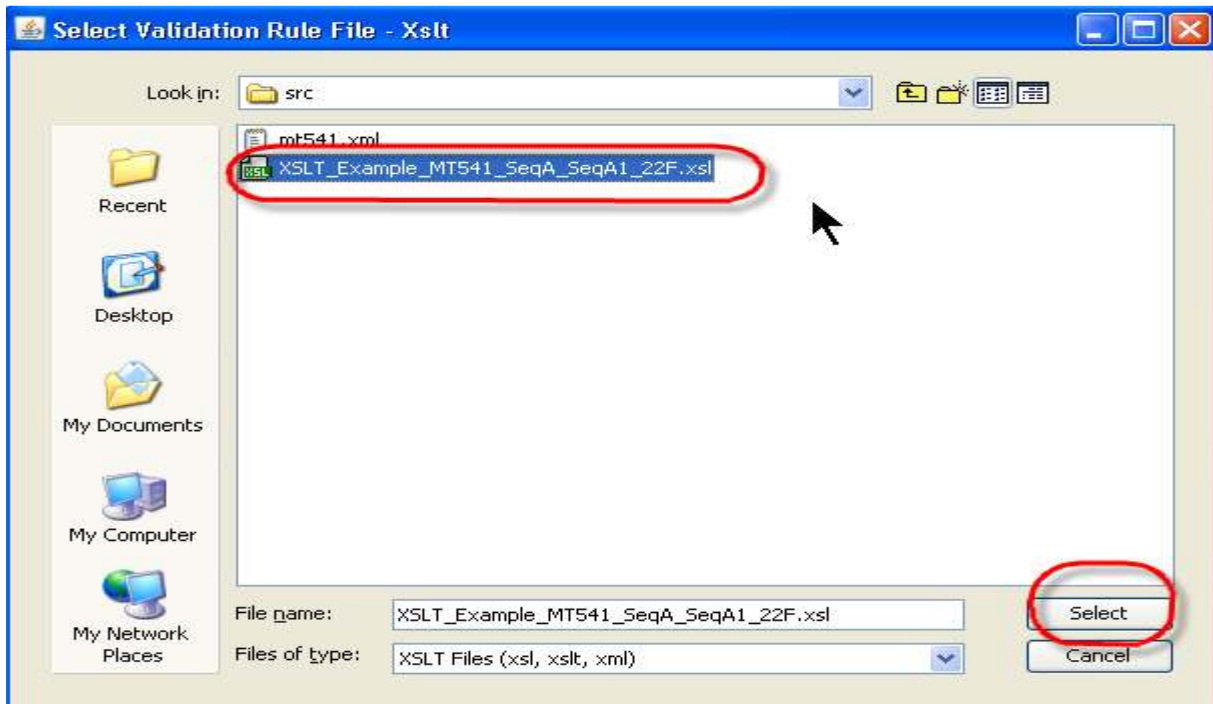 Select Validation Rule File - Xslt
Look in: src
mt541.xml
XSL XSLT_Example_MT541_SeqA_SeqA1_22F.xsl
Recent
Desktop
My Documents
My Computer
My Network
Places
File name: XSLT_Example_MT541_SeqA_SeqA1_22F.xsl
Select
Files of type: XSLT Files (xsl, xslt, xml)
Cancel